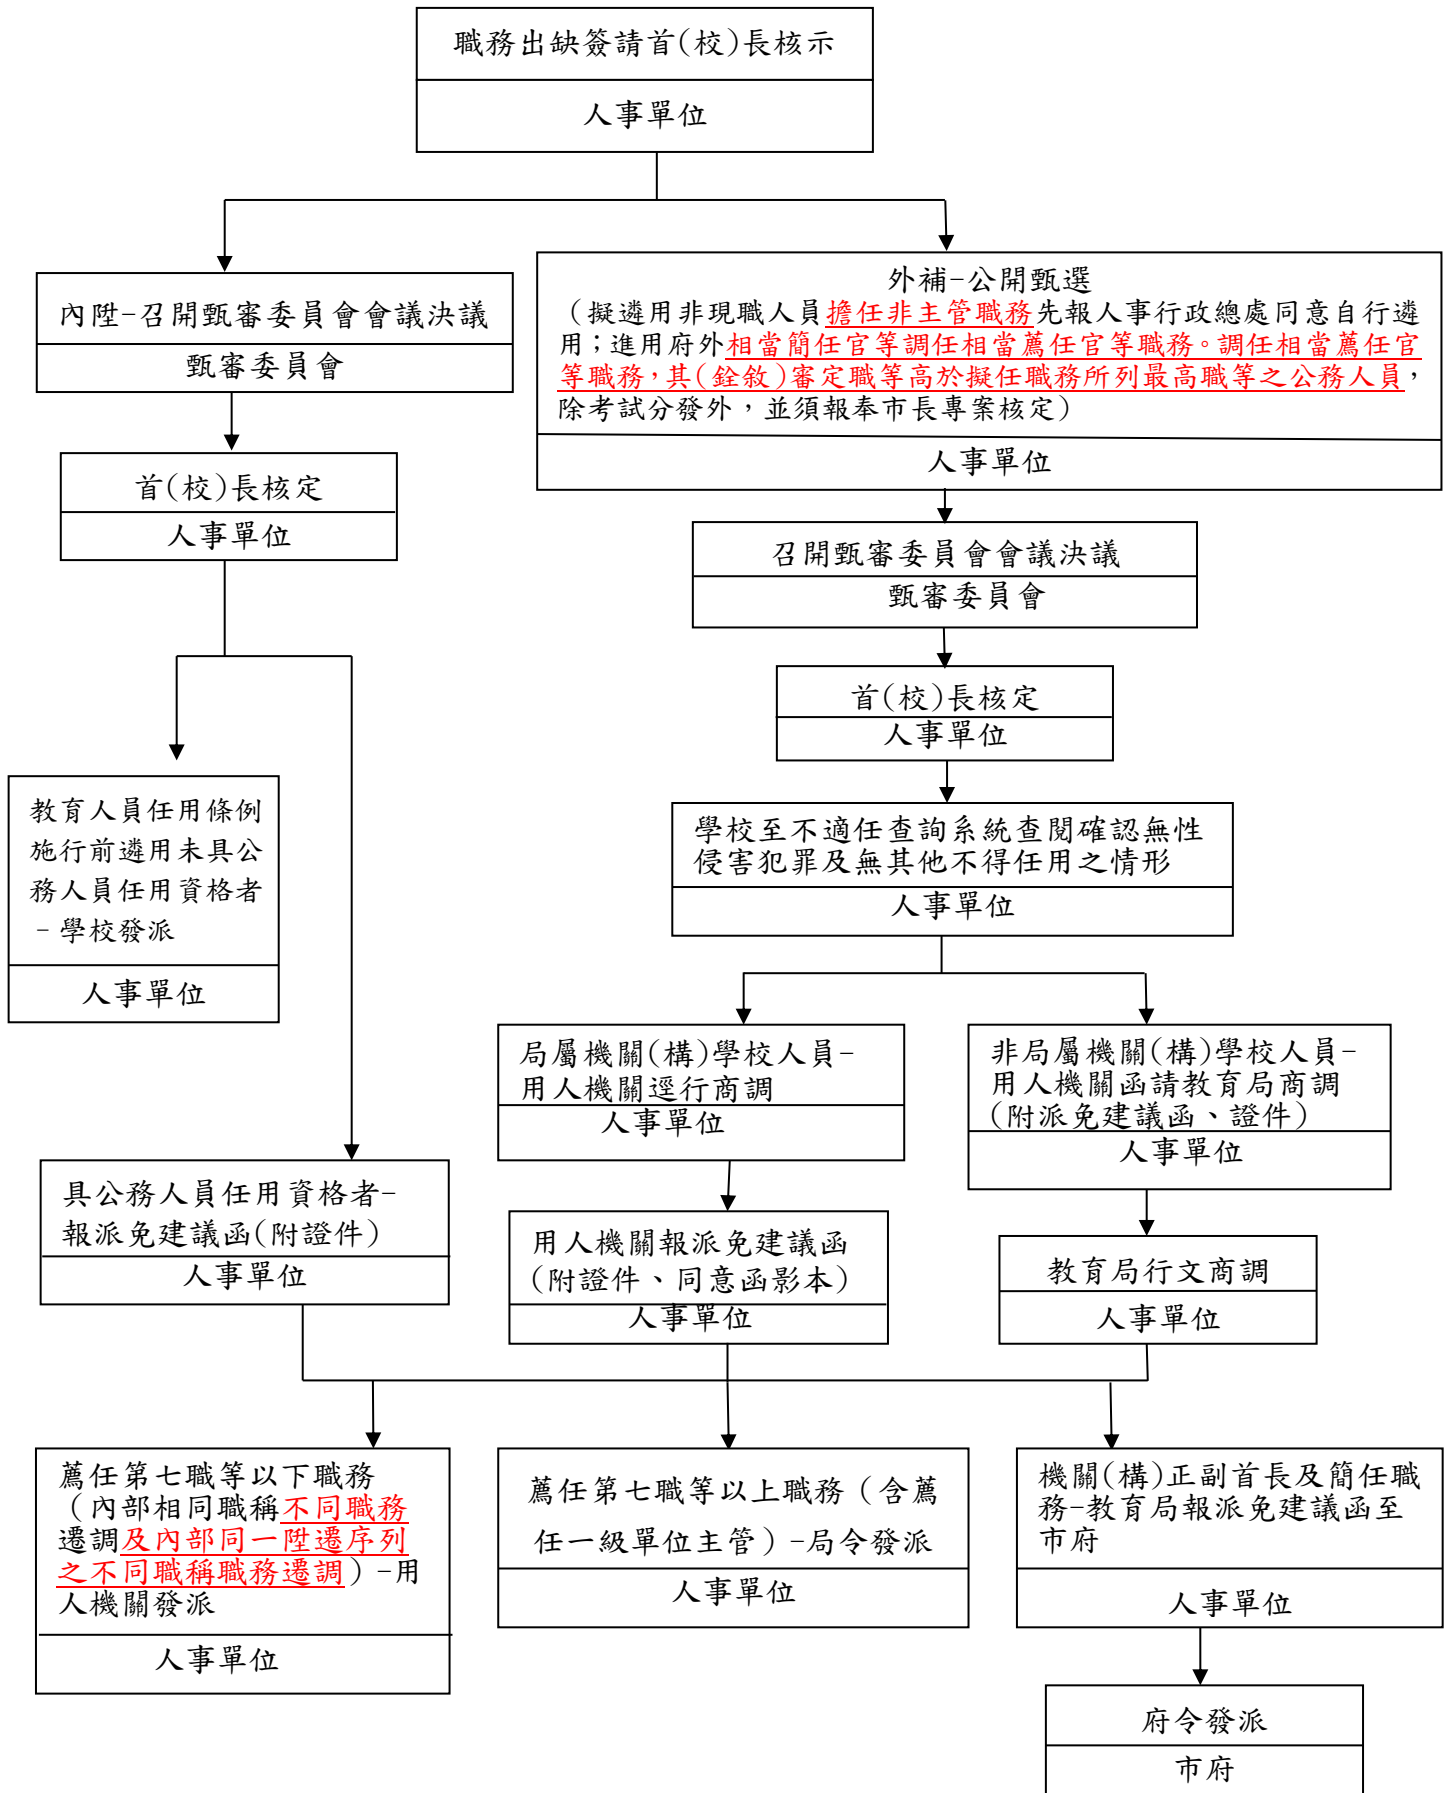 職務出缺簽請首(校)長核示
人事單位
內陞-召開甄審委員會會議決議
甄審委員會
外補-公開甄選
（擬遴用非現職人員擔任非主管職務先報人事行政總處同意自行遴
用；進用府外相當簡任官等調任相當薦任官等職務。調任相當薦任官
等職務，其(銓敘)審定職等高於擬任職務所列最高職等之公務人員，
除考試分發外，並須報奉市長專案核定）
人事單位
首(校)長核定
人事單位
召開甄審委員會會議決議
甄審委員會
首(校)長核定
人事單位
教育人員任用條例
施行前遴用未具公
務人員任用資格者
-學校發派
人事單位
學校至不適任查詢系統查閱確認無性
侵害犯罪及無其他不得任用之情形
人事單位
局屬機關(構)學校人員-
用人機關逕行商調
人事單位
非局屬機關(構)學校人員-
用人機關函請教育局商調
(附派免建議函、證件)
人事單位
具公務人員任用資格者-
報派免建議函(附證件)
人事單位
用人機關報派免建議函
(附證件、同意函影本)
人事單位
教育局行文商調
人事單位
薦任第七職等以下職務
（內部相同職稱不同職務
遷調及內部同一陞遷序列
之不同職稱職務遷調）-用
人機關發派
人事單位
薦任第七職等以上職務（含薦
任一級單位主管）-局令發派
人事單位
機關(構)正副首長及簡任職
務-教育局報派免建議函至
市府
人事單位
府令發派
市府